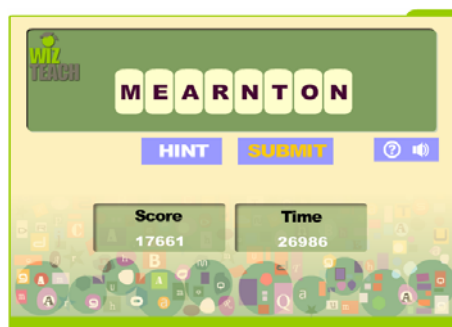 WIZ
TEACH
MEARNTON
HINT SUBMIT ?
Score Time
17661 26986